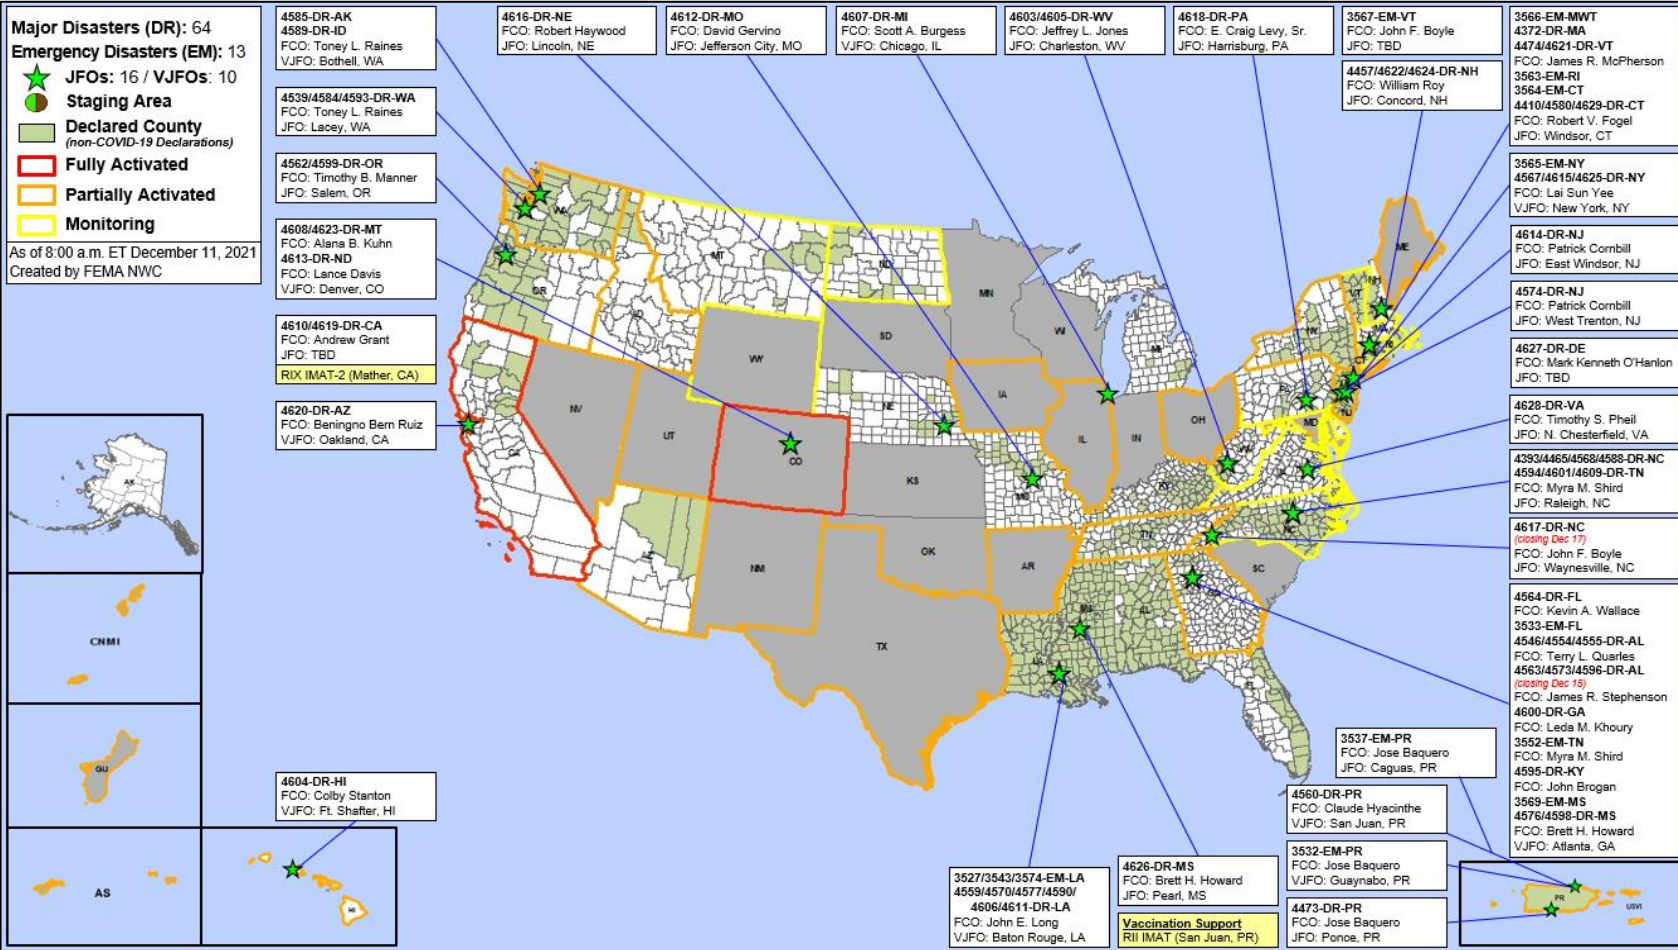 Major Disasters (DR): 64
Emergency Disasters (EM): 13
JFOs: 16 / VJFOs: 10
Staging Area
Declared County
(non-COVID-19 Declarations)
Fully Activated
Partially Activated
Monitoring
As of 8:00 a.m. ET December 11, 2021
Created by FEMA NWC
4585-DR-AK
4589-DR-ID
FCO: Toney L. Raines
VJFO: Bothell, WA
4539/4584/4593-DR-WA
FCO: Toney L. Raines
JFO: Lacey, WA
4562/4599-DR-OR
FCO: Timothy B. Manner
JFO: Salem, OR
4608/4623-DR-MT
FCO: Alana B. Kuhn
4613-DR-ND
FCO: Lance Davis
VJFO: Denver, CO
4610/4619-DR-CA
FCO: Andrew Grant
JFO: TBD
RIX IMAT-2 (Mather, CA)
4620-DR-AZ
FCO: Beningno Bern Ruiz
VJFO: Oakland, CA
4616-DR-NE
FCO: Robert Haywood
JFO: Lincoln, NE
4612-DR-MO
FCO: David Gervino
JFO: Jefferson City, MO
4607-DR-MI
FCO: Scott A. Burgess
VJFO: Chicago, IL
4603/4605-DR-WV
FCO: Jeffrey L. Jones
JFO: Charleston, WV
4618-DR-PA
FCO: E. Craig Levy, Sr.
JFO: Harrisburg, PA
3567-EM-VT
FCO: John F. Boyle
JFO: TBD
4457/4622/4624-DR-NH
FCO: William Roy
JFO: Concord, NH
3566-EM-MWT
4372-DR-MA
4474/4621-DR-VT
FCO: James R. McPherson
3563-EM-RI
3564-EM-CT
4410/4580/4629-DR-CT
FCO: Robert V. Fogel
JFO: Windsor, CT
3565-EM-NY
4567/4615/4625-DR-NY
FCO: Lai Sun Yee
VJFO: New York, NY
4614-DR-NJ
FCO: Patrick Cornbill
JFO: East Windsor, NJ
4574-DR-NJ
FCO: Patrick Cornbill
JFO: West Trenton, NJ
4627-DR-DE
FCO: Mark Kenneth O'Hanlon
JFO: TBD
4628-DR-VA
FCO: Timothy S. Pheil
JFO: N. Chesterfield, VA
4393/4465/4568/4588-DR-NC
4594/4601/4609-DR-TN
FCO: Myra M. Shird
JFO: Raleigh, NC
4617-DR-NC
(closing Dec 17)
FCO: John F. Boyle
JFO: Waynesville, NC
4564-DR-FL
FCO: Kevin A. Wallace
3533-EM-FL
4546/4554/4555-DR-AL
FCO: Terry L. Quarles
4563/4573/4596-DR-AL
(closing Dec 15)
FCO: James R. Stephenson
4600-DR-GA
FCO: Leda M. Khoury
3552-EM-TN
FCO: Myra M. Shird
4595-DR-KY
FCO: John Brogan
3569-EM-MS
4576/4598-DR-MS
FCO: Brett H. Howard
VJFO: Atlanta, GA
WA
MT
ND
MN
ME
OR
ID
SD
WI
MI
NY
VT
NH
MA
RI
CT
WY
NE
IA
PA
NJ
NV
UT
CO
IL
IN
OH
MD
CA
KS
MO
KY
WV
VA
AZ
NM
OK
AR
TN
NC
SC
TX
MS
AL
GA
LA
FL
AK
CNMI
GU
AS
HI
PR
USVI
4604-DR-HI
FCO: Colby Stanton
VJFO: Ft. Shafter, HI
3527/3543/3574-EM-LA
4559/4570/4577/4590/
4606/4611-DR-LA
FCO: John E. Long
VJFO: Baton Rouge, LA
4626-DR-MS
FCO: Brett H. Howard
JFO: Pearl, MS
Vaccination Support
RII IMAT (San Juan, PR)
3537-EM-PR
FCO: Jose Baquero
JFO: Caguas, PR
4560-DR-PR
FCO: Claude Hyacinthe
VJFO: San Juan, PR
3532-EM-PR
FCO: Jose Baquero
VJFO: Guaynabo, PR
4473-DR-PR
FCO: Jose Baquero
JFO: Ponce, PR